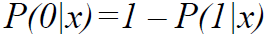 P(0|x)=1 – P(1|x)